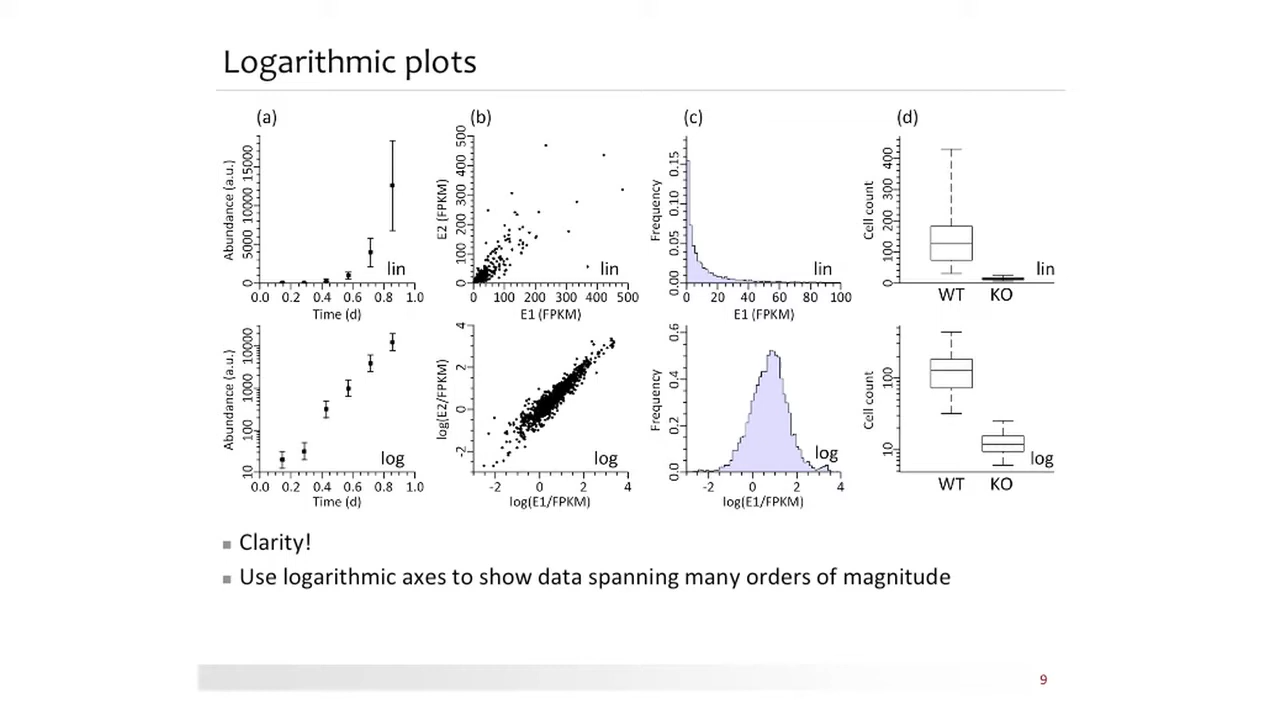 Logarithmic plots
(a)
Abundance (a.u.)
0 5000 10000 15000
lin
0.0 0.2 0.4 0.6 0.8 1.0
Time (d)
(b)
E2 (FPKM)
0 100 200 300 400 500
lin
0 100 200 300 400 500
E1 (FPKM)
(c)
Frequency
0.00 0.05 0.10 0.15
lin
0 20 40 60 80 100
E1 (FPKM)
(d)
Cell count
0 100 200 300 400
lin
WT KO
Abundance (a.u.)
10 100 1000 10000
log
0.0 0.2 0.4 0.6 0.8 1.0
Time (d)
log(E2/FPKM)
-2 0 2 4
log
-2 0 2 4
log(E1/FPKM)
Frequency
0.0 0.2 0.4 0.6
log
-2 0 2 4
log(E1/FPKM)
Cell count
10 100
log
WT KO
Clarity!
Use logarithmic axes to show data spanning many orders of magnitude
9